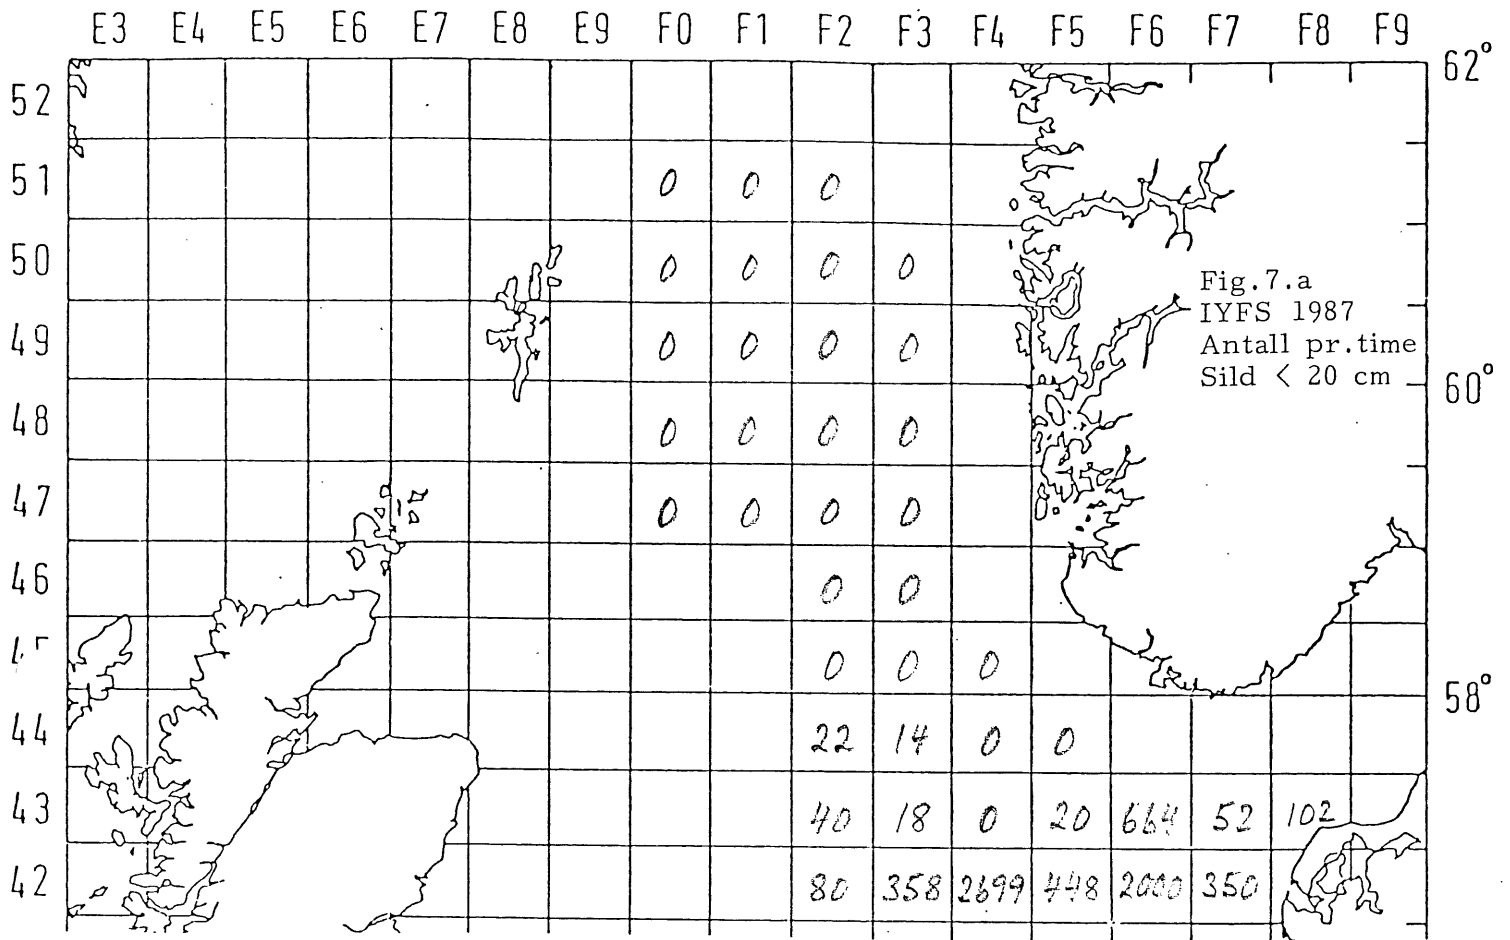 E3 E4 E5 E6 E7 E8 E9 F0 F1 F2 F3 F4 F5 F6 F7 F8 F9
62°
52
51 0 0 0
50 0 0 0 0
Fig.7.a
IYFS 1987
Antall pr.time
Sild < 20 cm
49 0 0 0 0
60°
48 0 0 0 0
47 0 0 0 0
46 0 0
0 0 0
58°
44 22 14 0 0
43 40 18 0 20 664 52 102
42 80 358 2699 448 2000 350